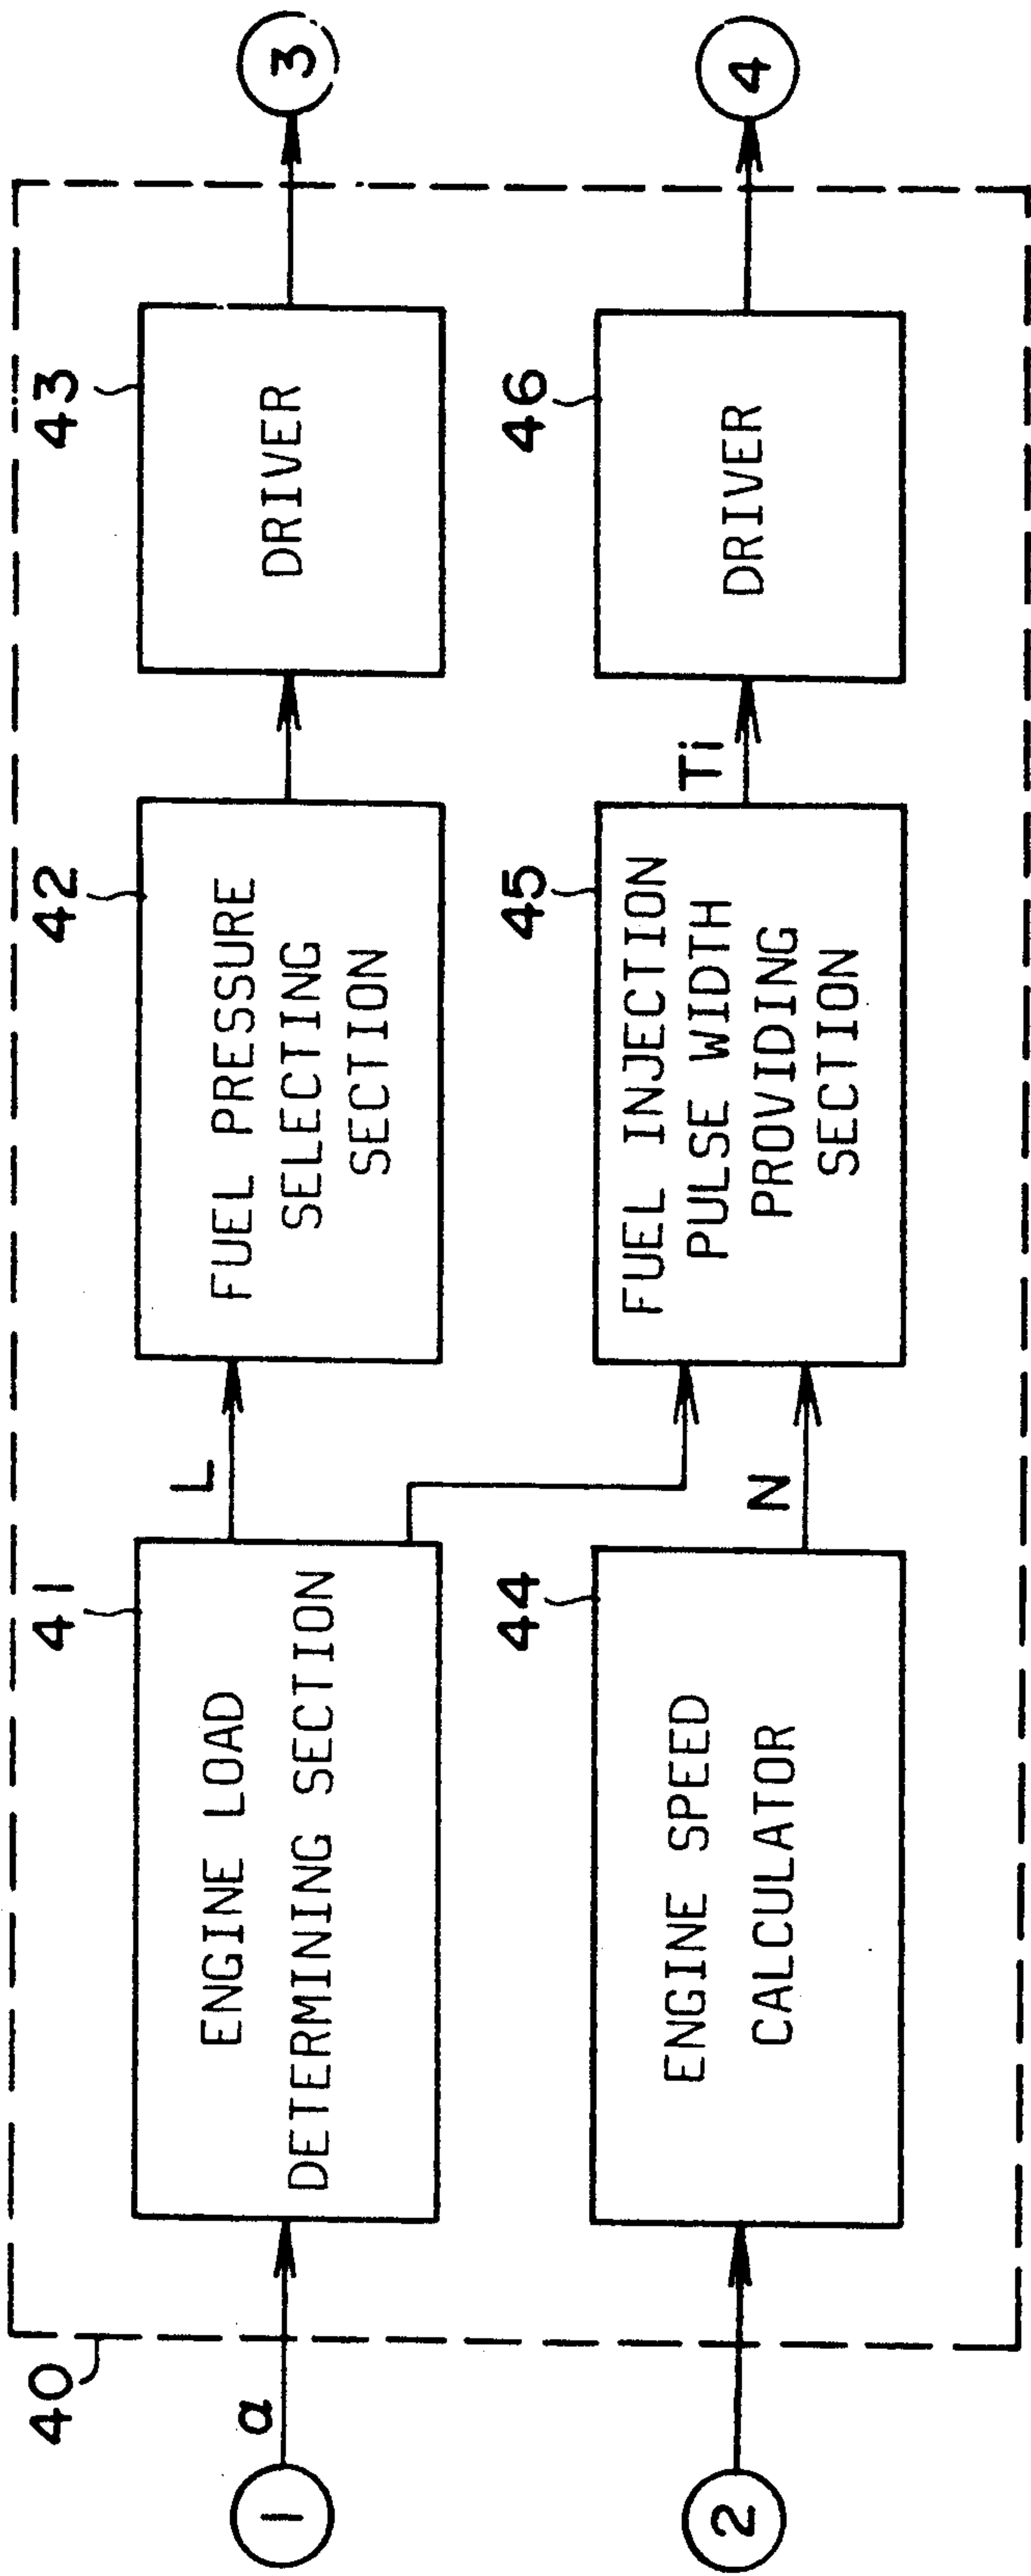 40
1
α
41
ENGINE LOAD
DETERMINING SECTION
L
42
FUEL PRESSURE
SELECTING
SECTION
43
DRIVER
3
2
44
ENGINE SPEED
CALCULATOR
N
45
FUEL INJECTION
PULSE WIDTH
PROVIDING
SECTION
Ti
46
DRIVER
4